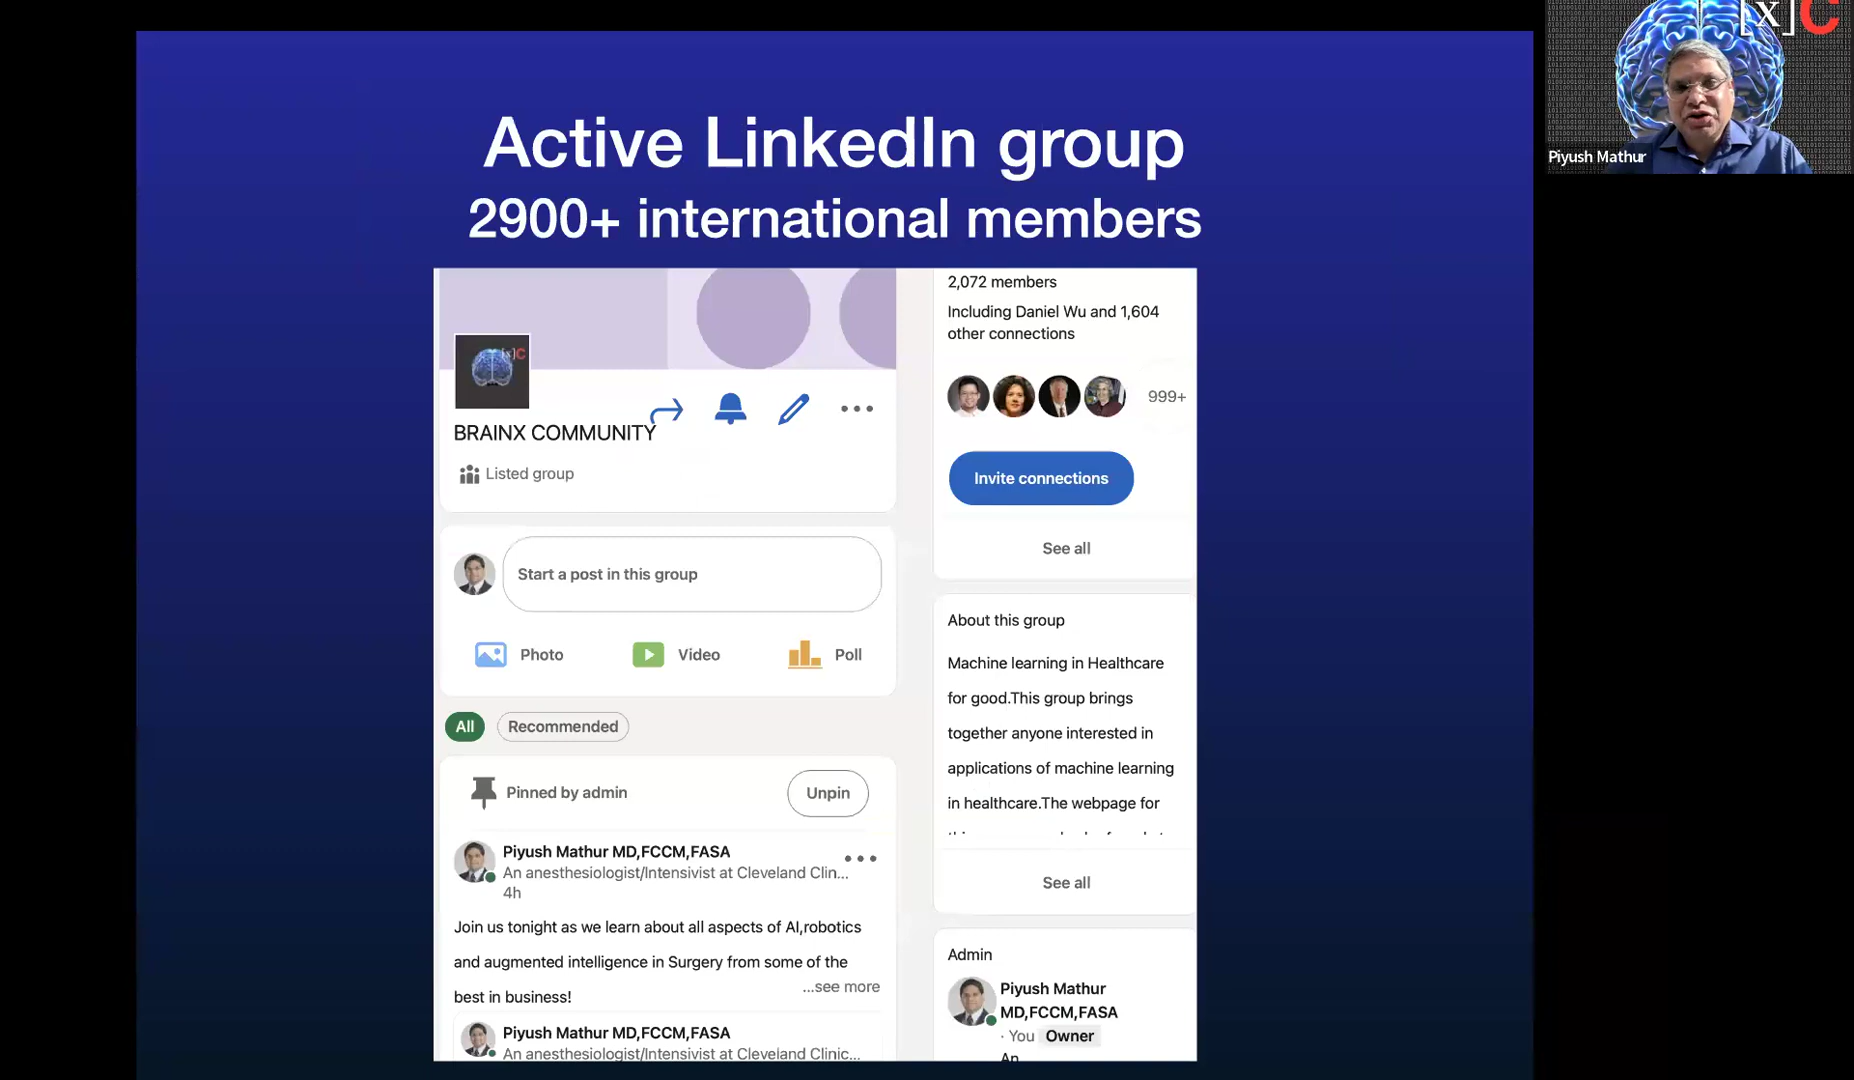 Active LinkedIn group
2900+ international members
[x]C
Piyush Mathur
[x]C
BRAINX COMMUNITY
Listed group
Start a post in this group
Photo
Video
Poll
All
Recommended
Pinned by admin
Unpin
Piyush Mathur MD,FCCM,FASA
An anesthesiologist/Intensivist at Cleveland Clin...
4h
Join us tonight as we learn about all aspects of AI,robotics
and augmented intelligence in Surgery from some of the
best in business!
...see more
Piyush Mathur MD,FCCM,FASA
An anesthesiologist/Intensivist at Cleveland Clinic...
2,072 members
Including Daniel Wu and 1,604
other connections
999+
Invite connections
See all
About this group
Machine learning in Healthcare
for good.This group brings
together anyone interested in
applications of machine learning
in healthcare.The webpage for
See all
Admin
Piyush Mathur
MD,FCCM,FASA
· You Owner
An